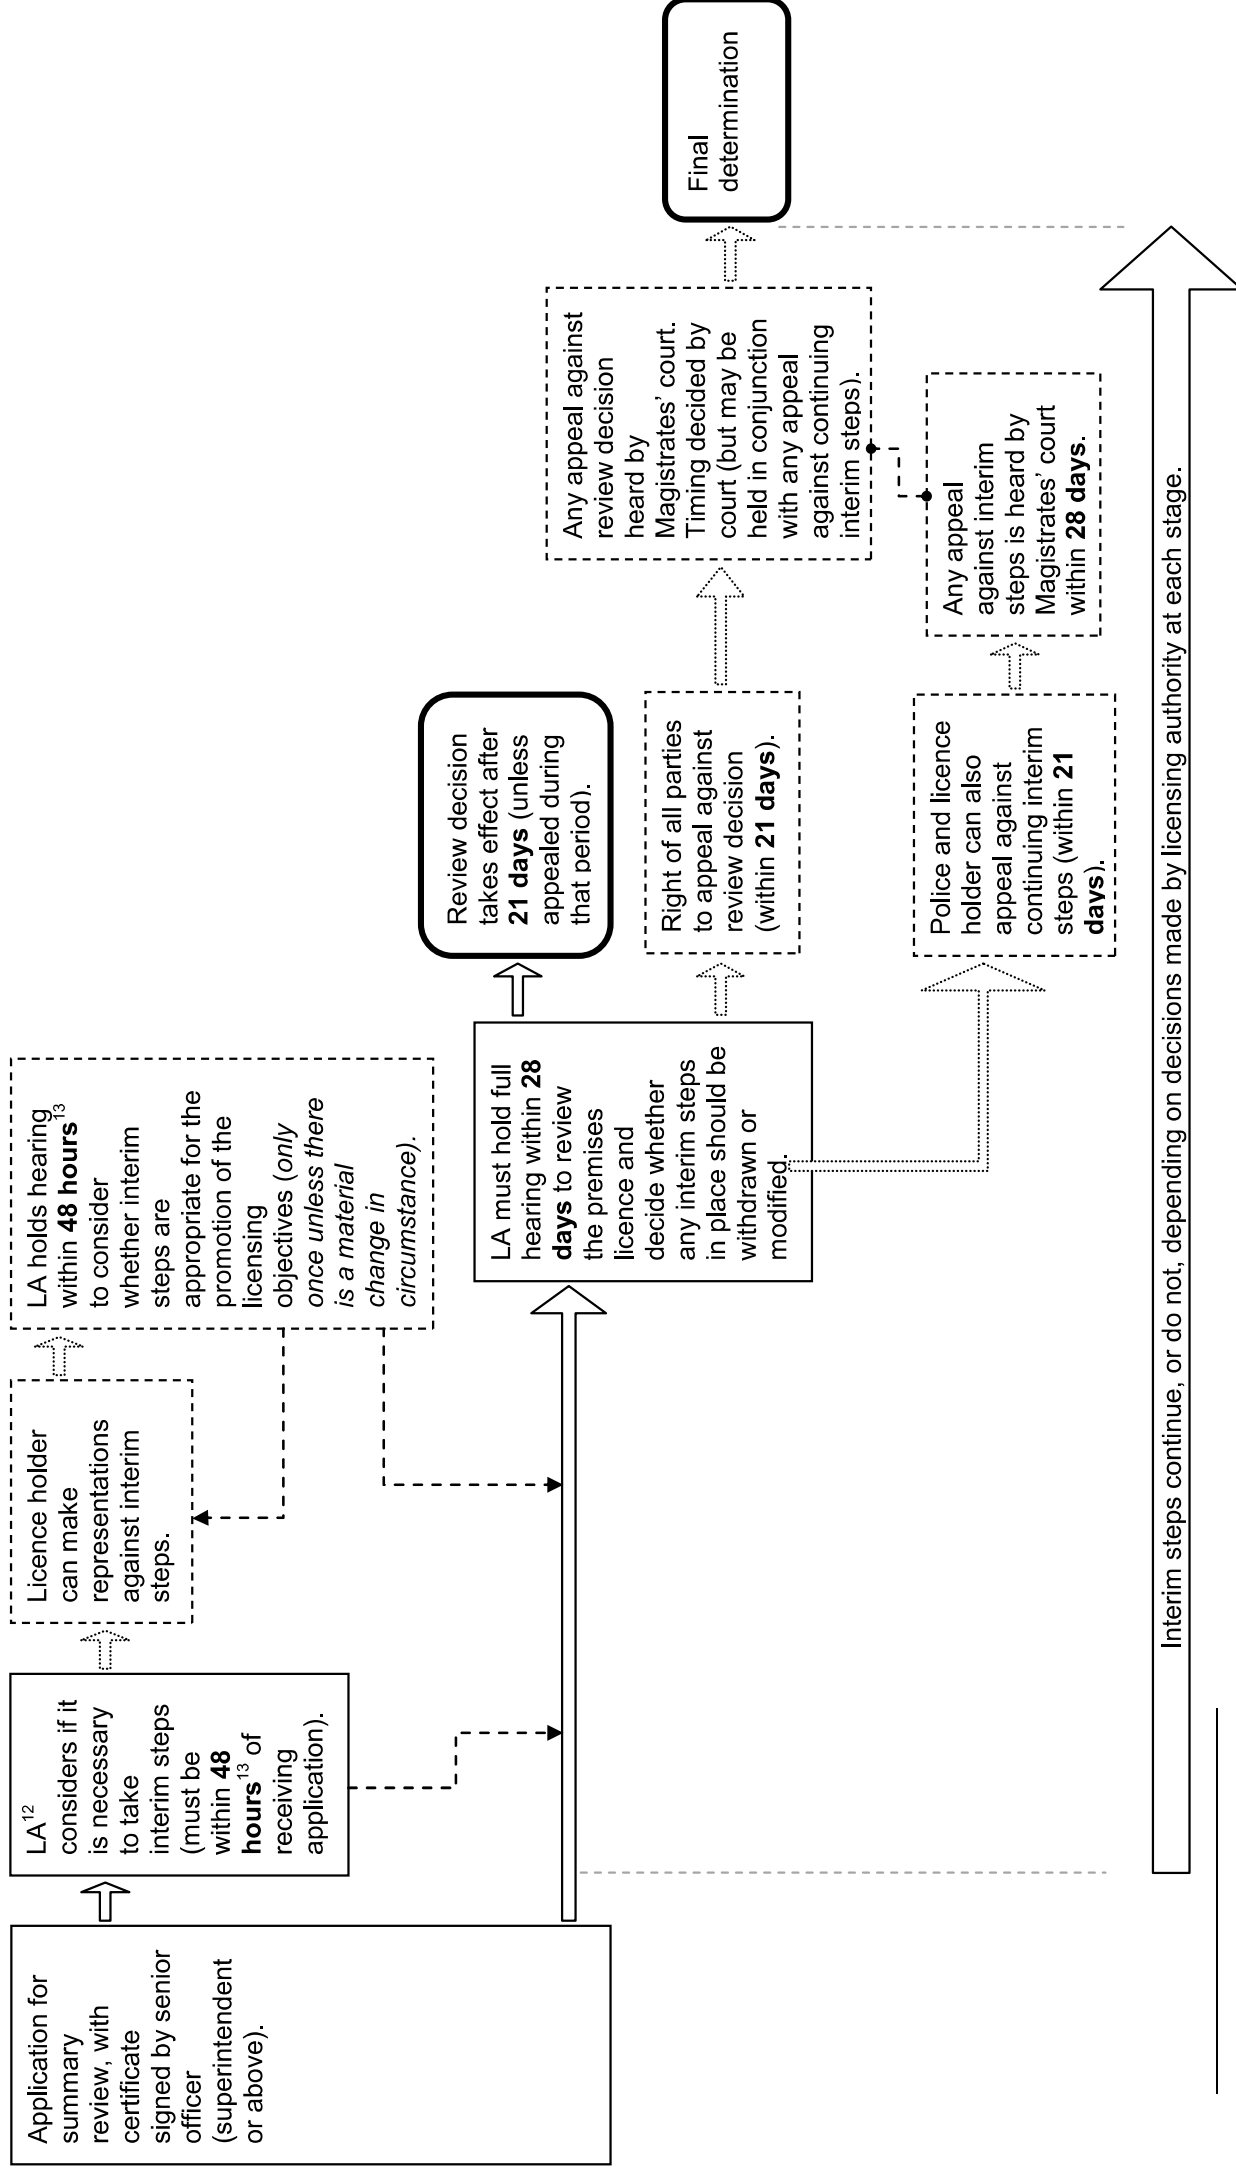 Application for
summary
review, with
certificate
signed by senior
officer
(superintendent
or above).
LA12
considers if it
is necessary
to take
interim steps
(must be
within 48
hours13 of
receiving
application).
Licence holder
can make
representations
against interim
steps.
LA holds hearing
within 48 hours13
to consider
whether interim
steps are
appropriate for the
promotion of the
licensing
objectives (only
once unless there
is a material
change in
circumstance).
LA must hold full
hearing within 28
days to review
the premises
licence and
decide whether
any interim steps
in place should be
withdrawn or
modified.
Review decision
takes effect after
21 days (unless
appealed during
that period).
Right of all parties
to appeal against
review decision
(within 21 days).
Police and licence
holder can also
appeal against
continuing interim
steps (within 21
days).
Any appeal against
review decision
heard by
Magistrates’ court.
Timing decided by
court (but may be
held in conjunction
with any appeal
against continuing
interim steps).
Any appeal
against interim
steps is heard by
Magistrates’ court
within 28 days.
Final
determination
Interim steps continue, or do not, depending on decisions made by licensing authority at each stage.